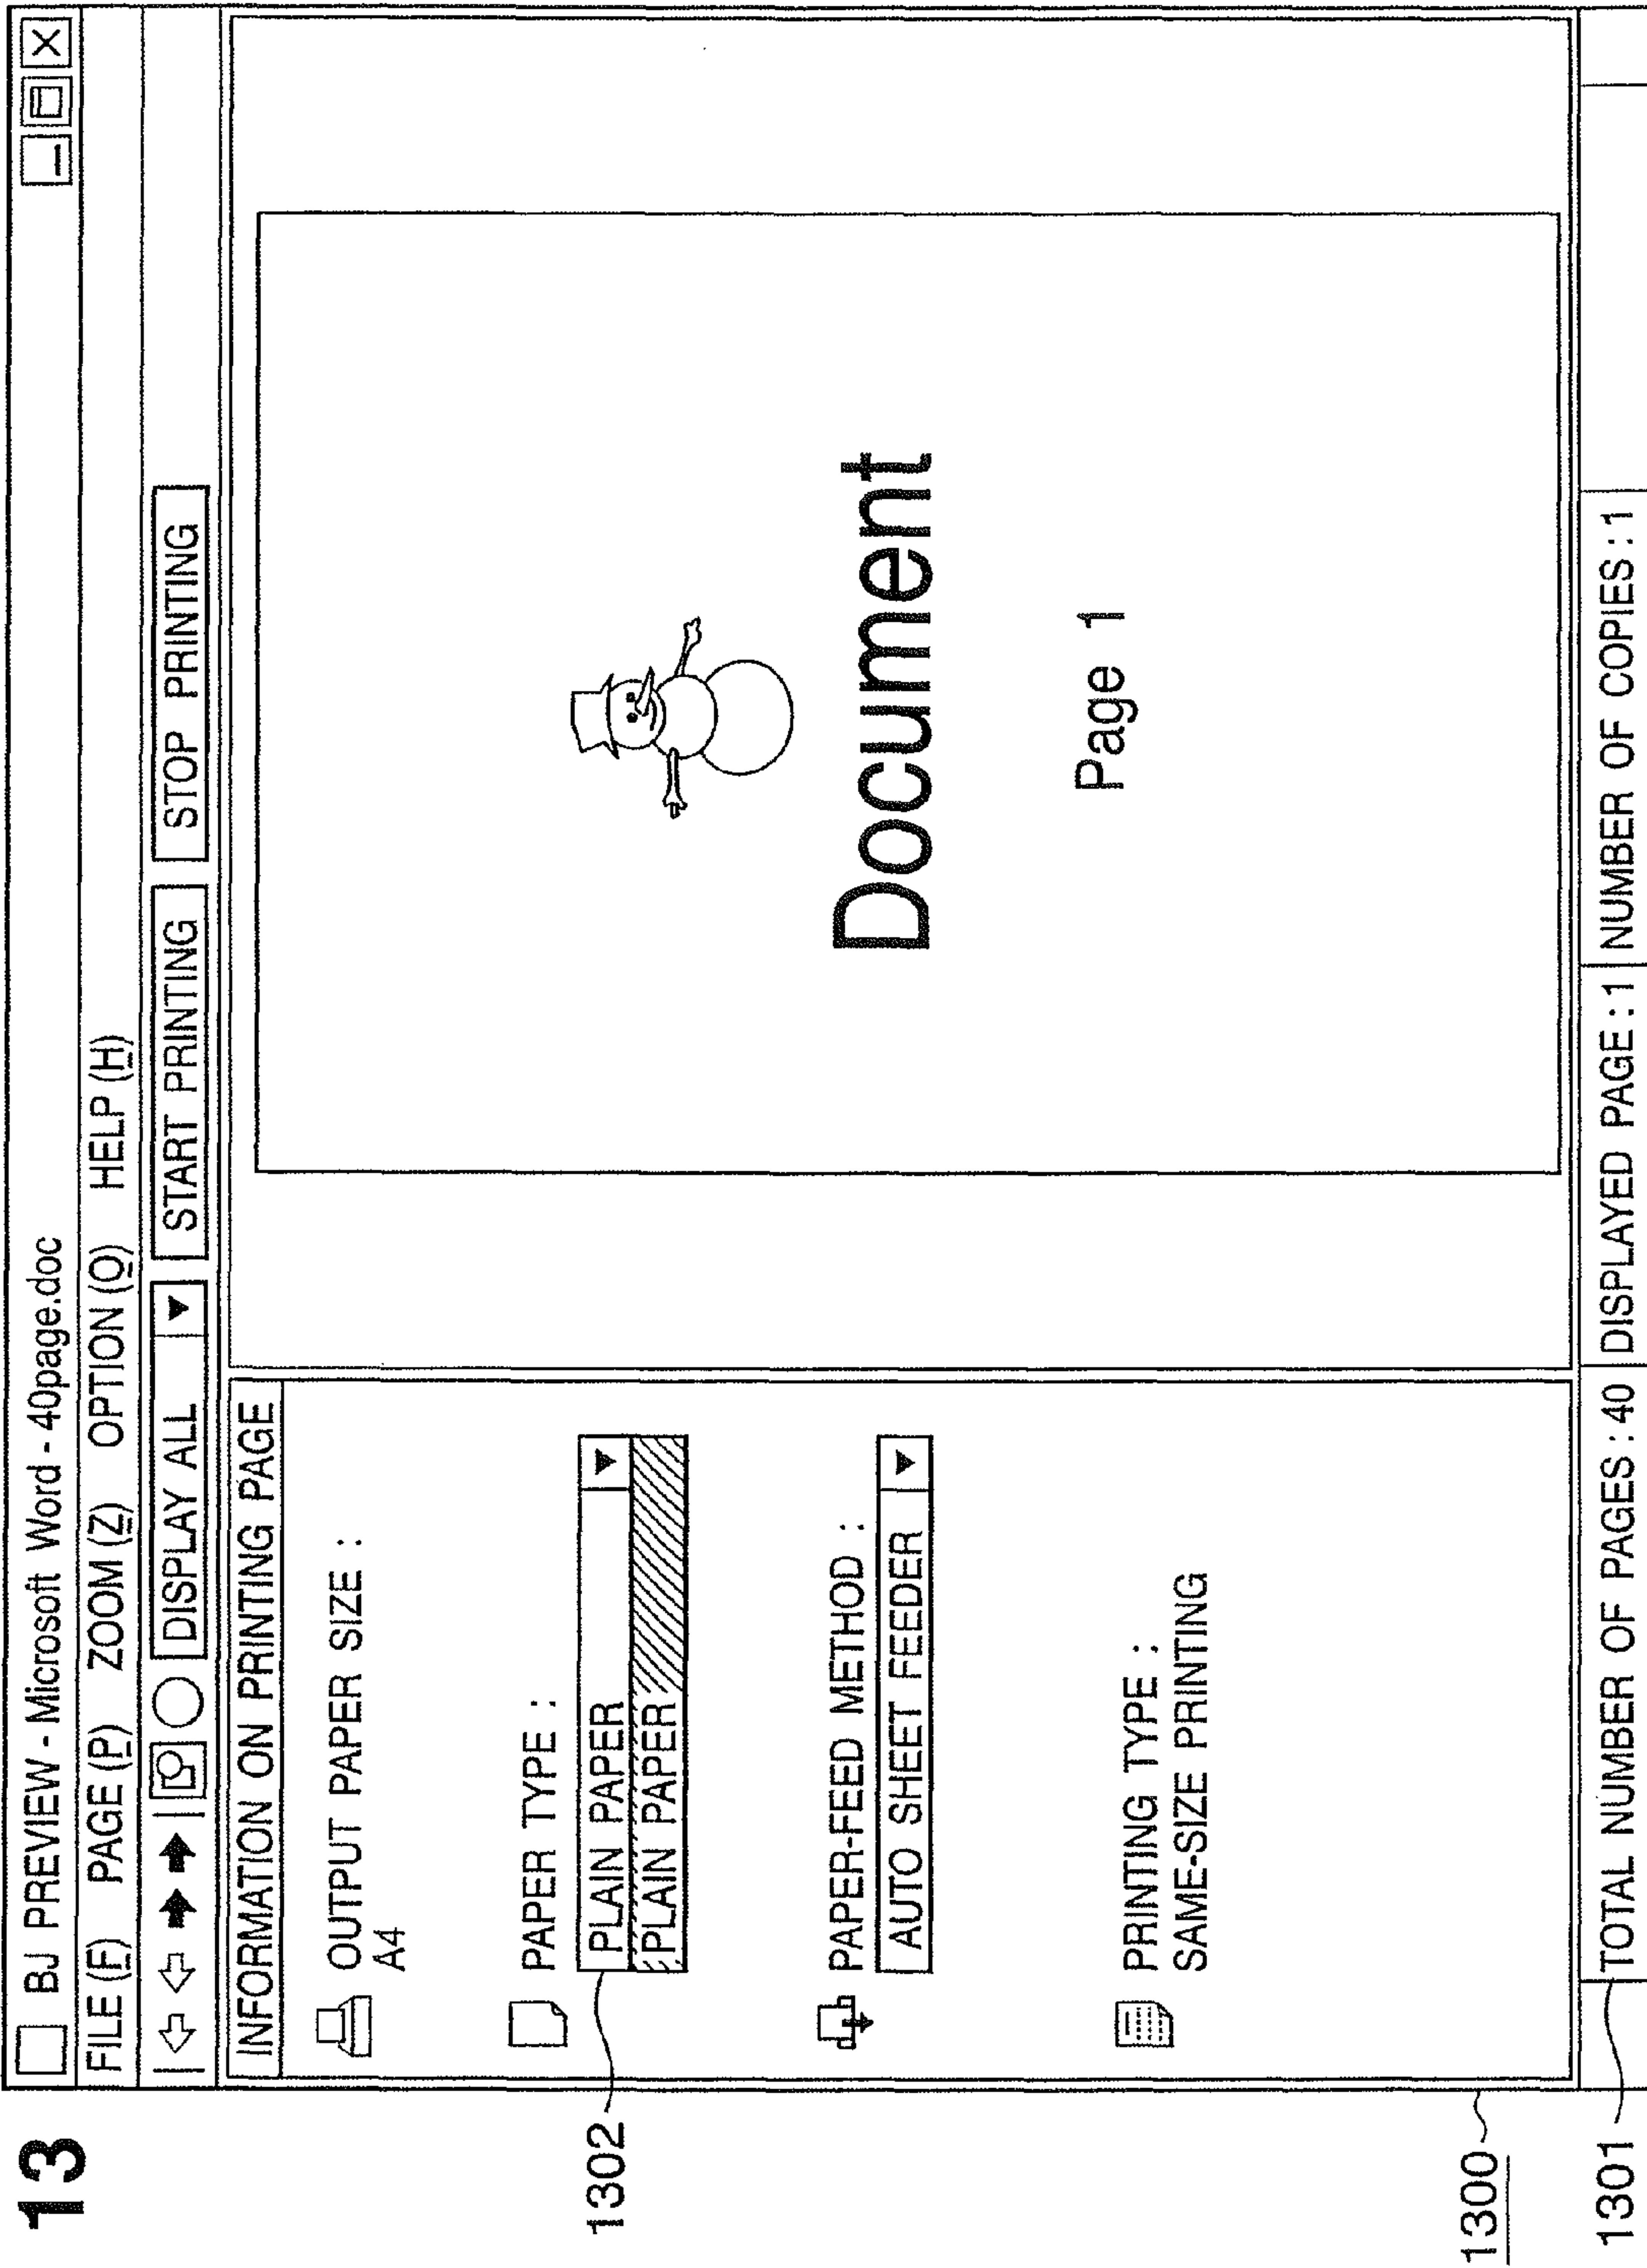 13
BJ PREVIEW - Microsoft Word - 40page.doc
FILE (F) PAGE (P) ZOOM (Z) OPTION (O) HELP (H)
DISPLAY ALL START PRINTING STOP PRINTING
INFORMATION ON PRINTING PAGE
OUTPUT PAPER SIZE :
A4
PAPER TYPE :
1302
PLAIN PAPER
PLAIN PAPER
PAPER-FEED METHOD :
AUTO SHEET FEEDER
PRINTING TYPE :
SAME-SIZE PRINTING
Document
Page 1
1300
1301
TOTAL NUMBER OF PAGES : 40 DISPLAYED PAGE : 1 NUMBER OF COPIES : 1